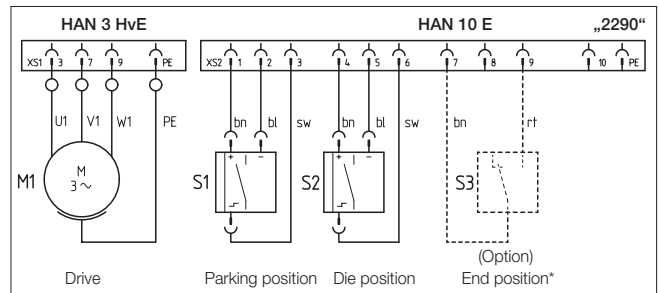 HAN 3 HvE HAN 10 E „2290“
XS1 3 7 9 PE XS2 1 2 3 4 5 6 7 8 9 10 PE
U1 V1 W1 PE bn bl sw bn bl sw bn rt
M1 M 3~ S1 + – S2 + – S3
(Option)
Drive Parking position Die position End position*